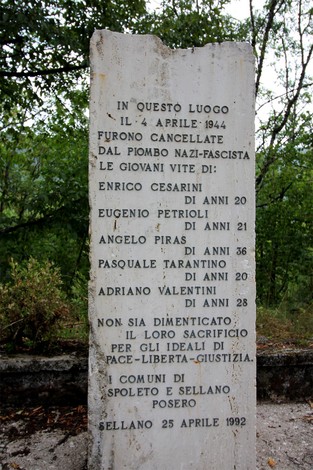 IN QUESTO LUOGO
IL 4 APRILE 1944
FURONO CANCELLATE
DAL PIOMBO NAZI-FASCISTA
LE GIOVANI VITE DI:
ENRICO CESARINI
DI ANNI 20
EUGENIO PETRIOLI
DI ANNI 21
ANGELO PIRAS
DI ANNI 36
PASQUALE TARANTINO
DI ANNI 20
ADRIANO VALENTINI
DI ANNI 28
NON SIA DIMENTICATO
IL LORO SACRIFICIO
PER GLI IDEALI DI
PACE-LIBERTA-GIUSTIZIA.
I COMUNI DI
SPOLETO E SELLANO
POSERO
SELLANO 25 APRILE 1992